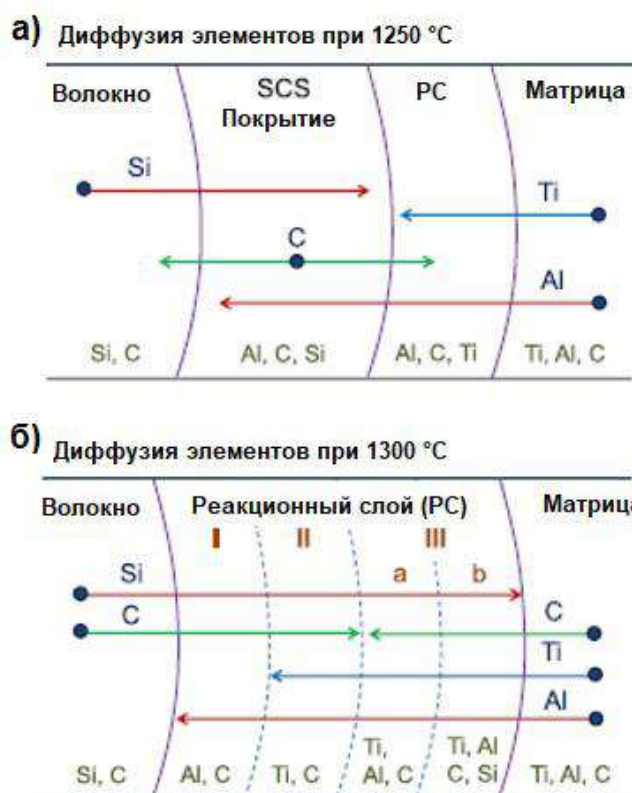 а) Диффузия элементов при 1250 °C
Волокно SCS Покрытие РС Матрица
Si
Ti
C
Al
Si, C Al, C, Si Al, C, Ti Ti, Al, C
б) Диффузия элементов при 1300 °C
Волокно Реакционный слой (РС) Матрица
I II III
Si a b
C C
Ti
Al
Si, C Al, C Ti, C Ti, Al, C Ti, Al C, Si Ti, Al, C